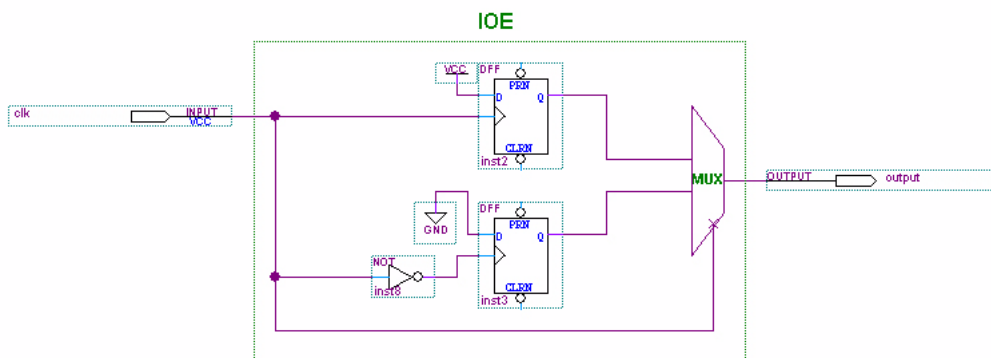 IOE
clk
INPUT
VCC
VCC
DFF
PRN
D
Q
CLRN
inst2
MUX
OUTPUT
output
GND
DFF
PRN
D
Q
CLRN
inst3
NOT
inst8